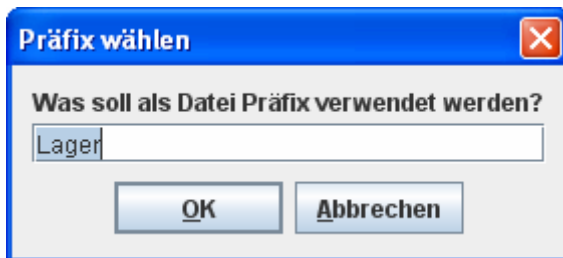 Präfix wählen
Was soll als Datei Präfix verwendet werden?
Lager
OK
Abbrechen